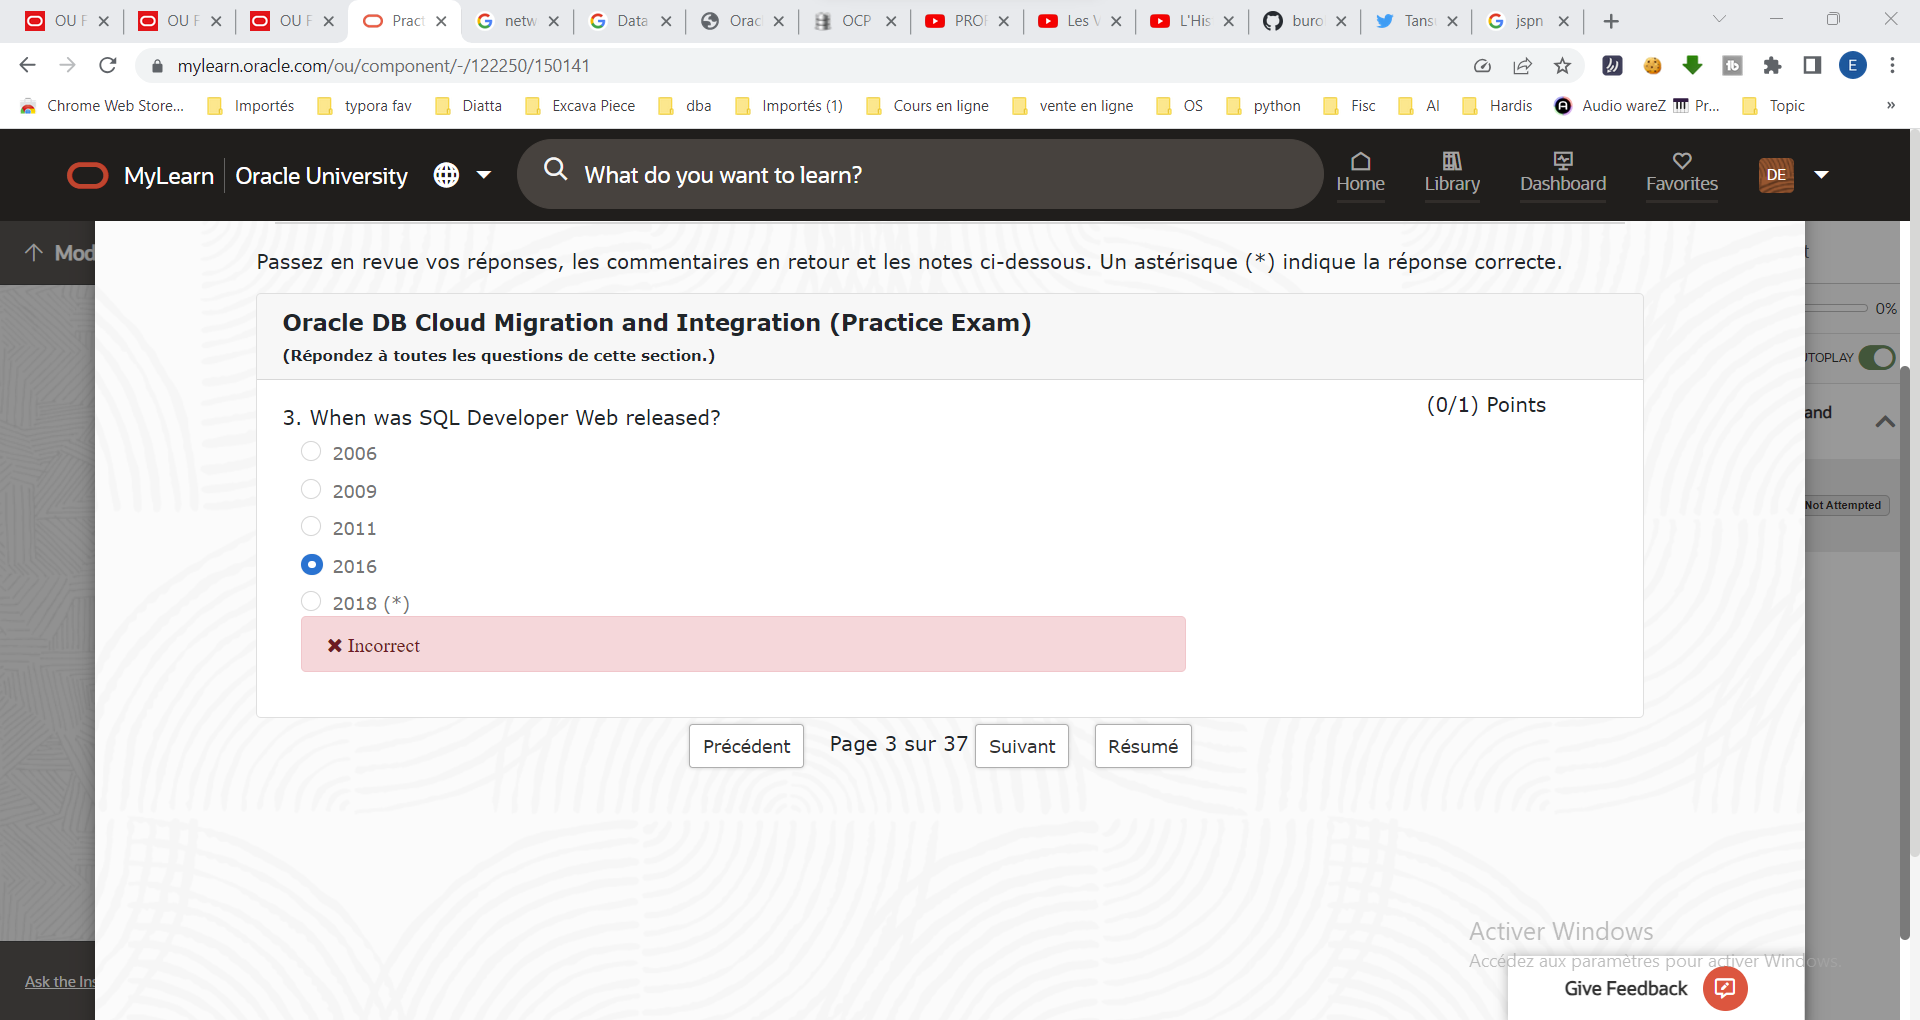 OU F
OU F
OU F
Pract
netw
Data
Orac
OCP
PROF
Les V
L'His
buro
Tans
jspn
mylearn.oracle.com/ou/component/-/122250/150141
E
Chrome Web Store...
Importés
typora fav
Diatta
Excava Piece
dba
Importés (1)
Cours en ligne
vente en ligne
OS
python
Fisc
AI
Hardis
Audio wareZ
Pr...
Topic
»
MyLearn
Oracle University
What do you want to learn?
Home
Library
Dashboard
Favorites
DE
Mod
Passez en revue vos réponses, les commentaires en retour et les notes ci-dessous. Un astérisque (*) indique la réponse correcte.
t
Oracle DB Cloud Migration and Integration (Practice Exam)
0%
(Répondez à toutes les questions de cette section.)
UTOPLAY
(0/1) Points
and
3. When was SQL Developer Web released?
2006
2009
Not Attempted
2011
2016
2018 (*)
✖ Incorrect
Précédent
Page 3 sur 37
Suivant
Résumé
Activer Windows
Accédez aux paramètres pour activer Windows.
Ask the Ins
Give Feedback